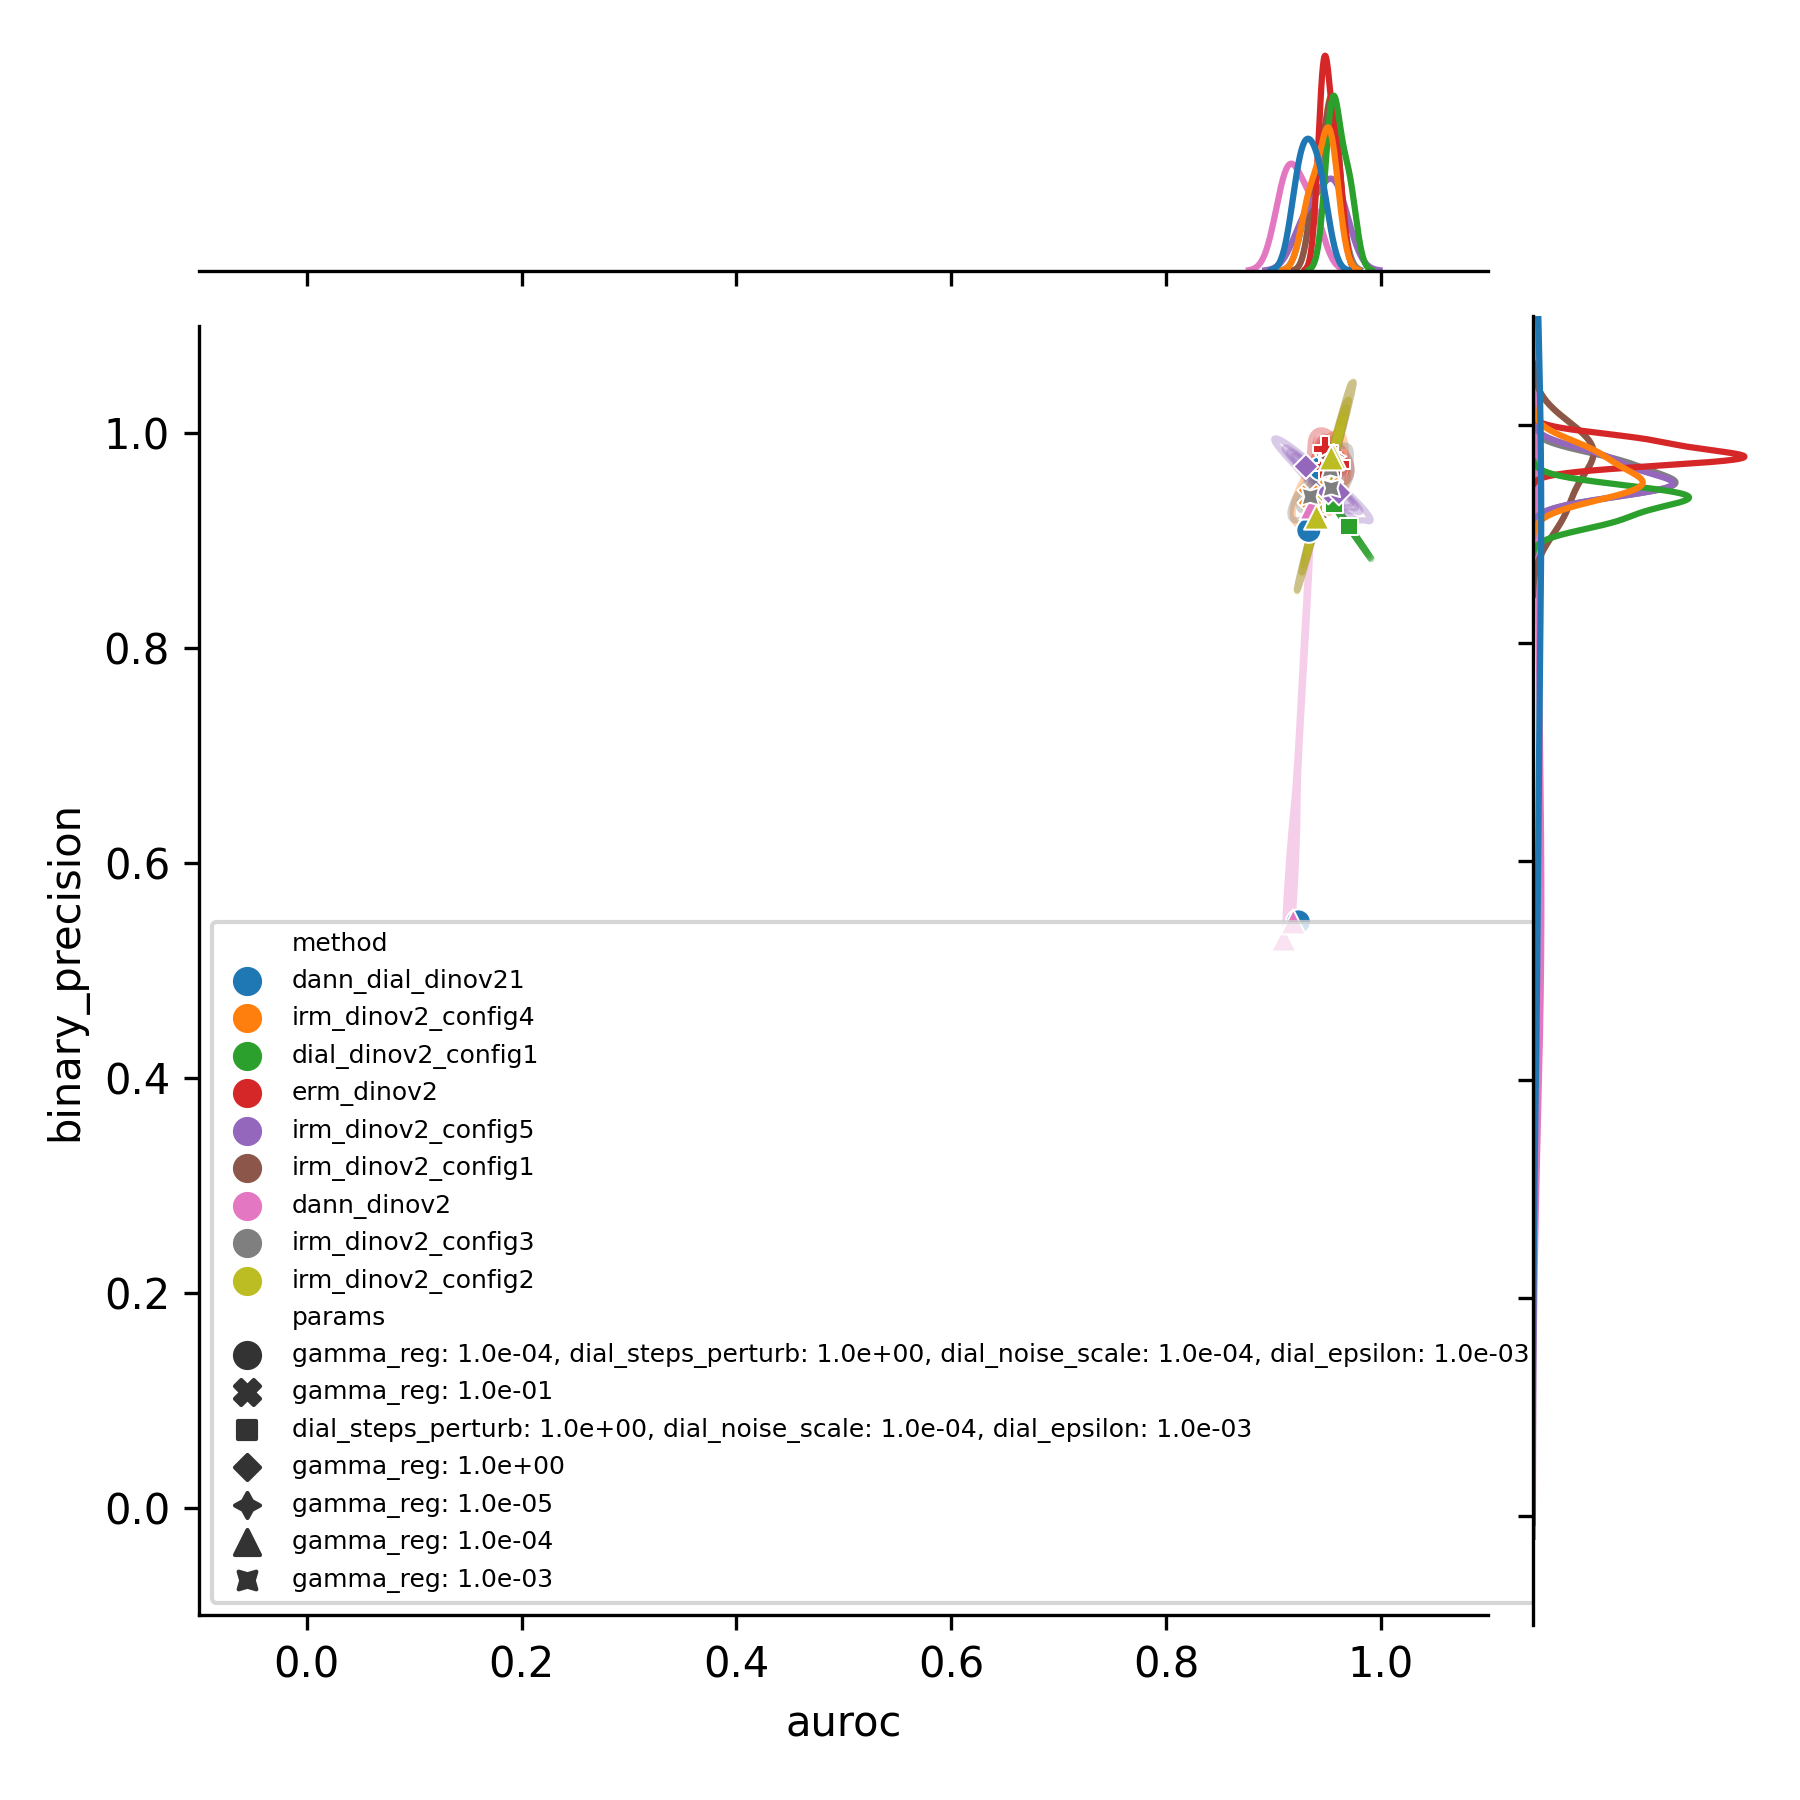 1.0
0.8
0.6
0.4
0.2
0.0
binary_precision
method
dann_dial_dinov21
irm_dinov2_config4
dial_dinov2_config1
erm_dinov2
irm_dinov2_config5
irm_dinov2_config1
dann_dinov2
irm_dinov2_config3
irm_dinov2_config2
params
gamma_reg: 1.0e-04, dial_steps_perturb: 1.0e+00, dial_noise_scale: 1.0e-04, dial_epsilon: 1.0e-03
gamma_reg: 1.0e-01
dial_steps_perturb: 1.0e+00, dial_noise_scale: 1.0e-04, dial_epsilon: 1.0e-03
gamma_reg: 1.0e+00
gamma_reg: 1.0e-05
gamma_reg: 1.0e-04
gamma_reg: 1.0e-03
0.0 0.2 0.4 0.6 0.8 1.0
auroc